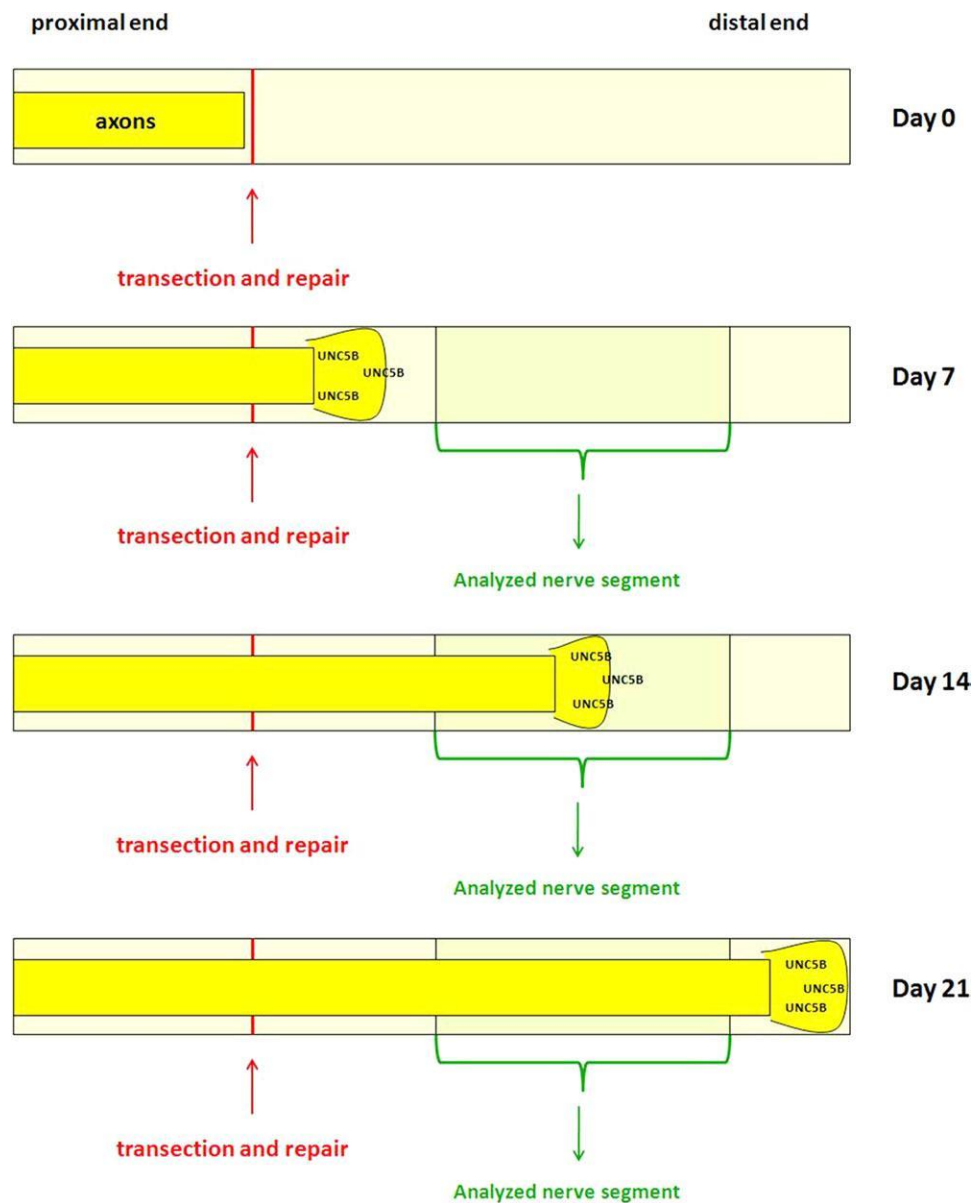 proximal end distal end
axons
Day 0
transection and repair
UNC5B
UNC5B
UNC5B
Day 7
transection and repair
Analyzed nerve segment
UNC5B
UNC5B
UNC5B
Day 14
transection and repair
Analyzed nerve segment
UNC5B
UNC5B
UNC5B
Day 21
transection and repair
Analyzed nerve segment